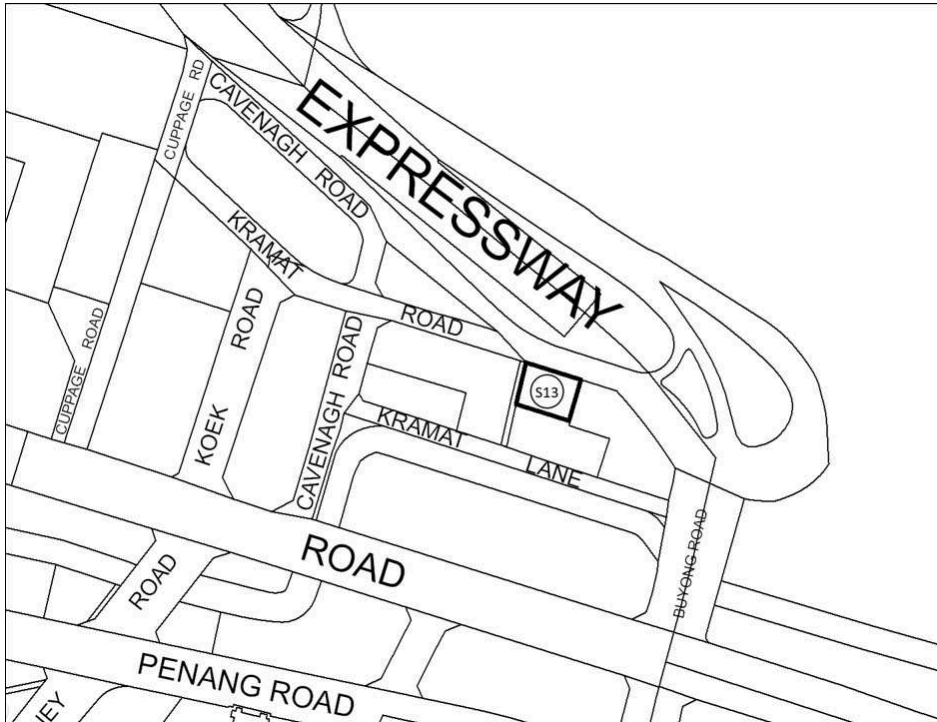 EXPRESSWAY
CUPPAGE RD
CAVENAGH ROAD
KRAMAT
ROAD
ROAD
KOEK
CAVENAGH ROAD
CUPPAGE ROAD
S13
KRAMAT
LANE
BUYONG ROAD
ROAD
ROAD
PENANG ROAD